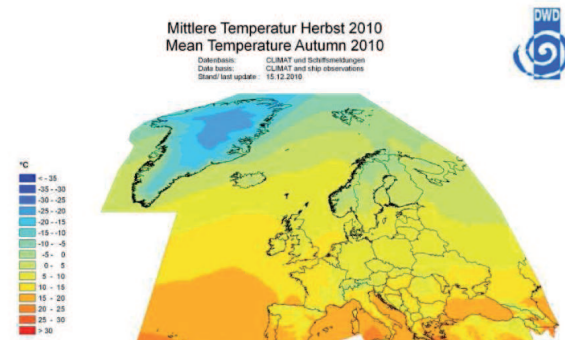 Mittlere Temperatur Herbst 2010
Mean Temperature Autumn 2010
Datenbasis: CLIMAT und Schiffsmeldungen
Data basis: CLIMAT and ship observations
Stand/ last update : 15.12.2010
DWD
°C
< - 35
-35 - -30
-30 - -25
-25 - -20
-20 - -15
-15 - -10
-10 - -5
-5 - 0
0 - 5
5 - 10
10 - 15
15 - 20
20 - 25
25 - 30
> 30